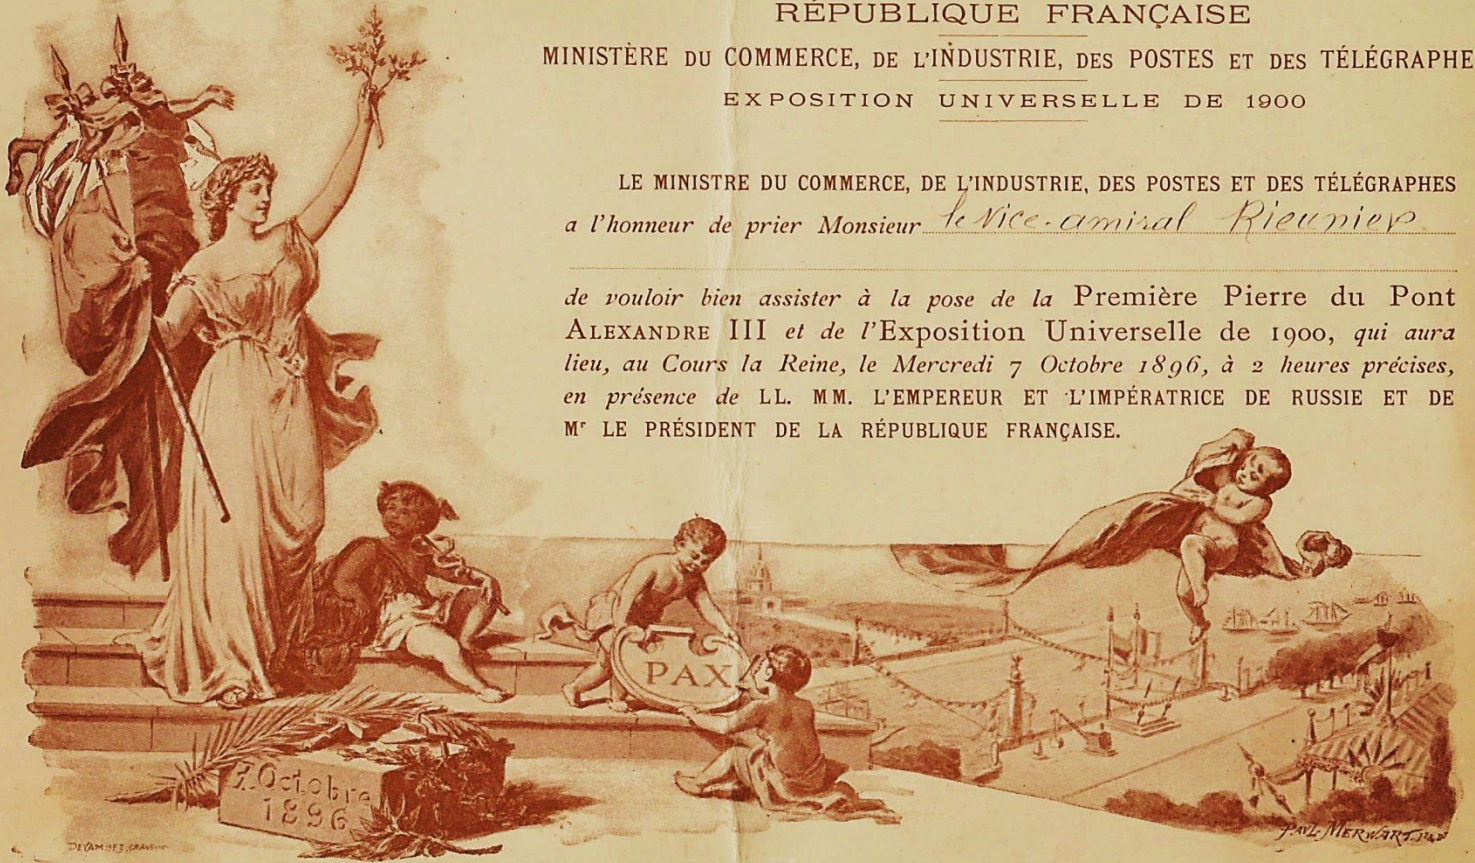 RÉPUBLIQUE FRANÇAISE
MINISTÈRE DU COMMERCE, DE L'INDUSTRIE, DES POSTES ET DES TÉLÉGRAPHE
EXPOSITION UNIVERSELLE DE 1900
LE MINISTRE DU COMMERCE, DE L'INDUSTRIE, DES POSTES ET DES TÉLÉGRAPHES
a l'honneur de prier Monsieur le Vice-amiral Rieunier
de vouloir bien assister à la pose de la Première Pierre du Pont
ALEXANDRE III et de l'Exposition Universelle de 1900, qui aura
lieu, au Cours la Reine, le Mercredi 7 Octobre 1896, à 2 heures précises,
en présence de LL. MM. L'EMPEREUR ET L'IMPÉRATRICE DE RUSSIE ET DE
Mr LE PRÉSIDENT DE LA RÉPUBLIQUE FRANÇAISE.
PAX
7 Octobre
1896
DEVAMBEZ, GRAVEUR
PAUL MERWART